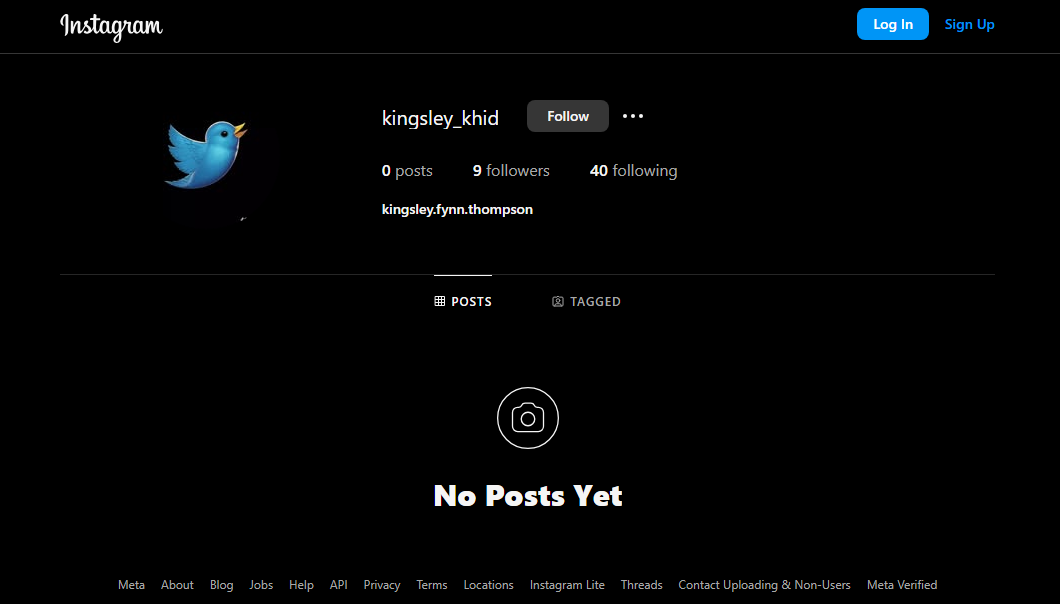 Instagram
Log In
Sign Up
kingsley_khid
Follow
0 posts 9 followers 40 following
kingsley.fynn.thompson
POSTS TAGGED
No Posts Yet
Meta About Blog Jobs Help API Privacy Terms Locations Instagram Lite Threads Contact Uploading & Non-Users Meta Verified